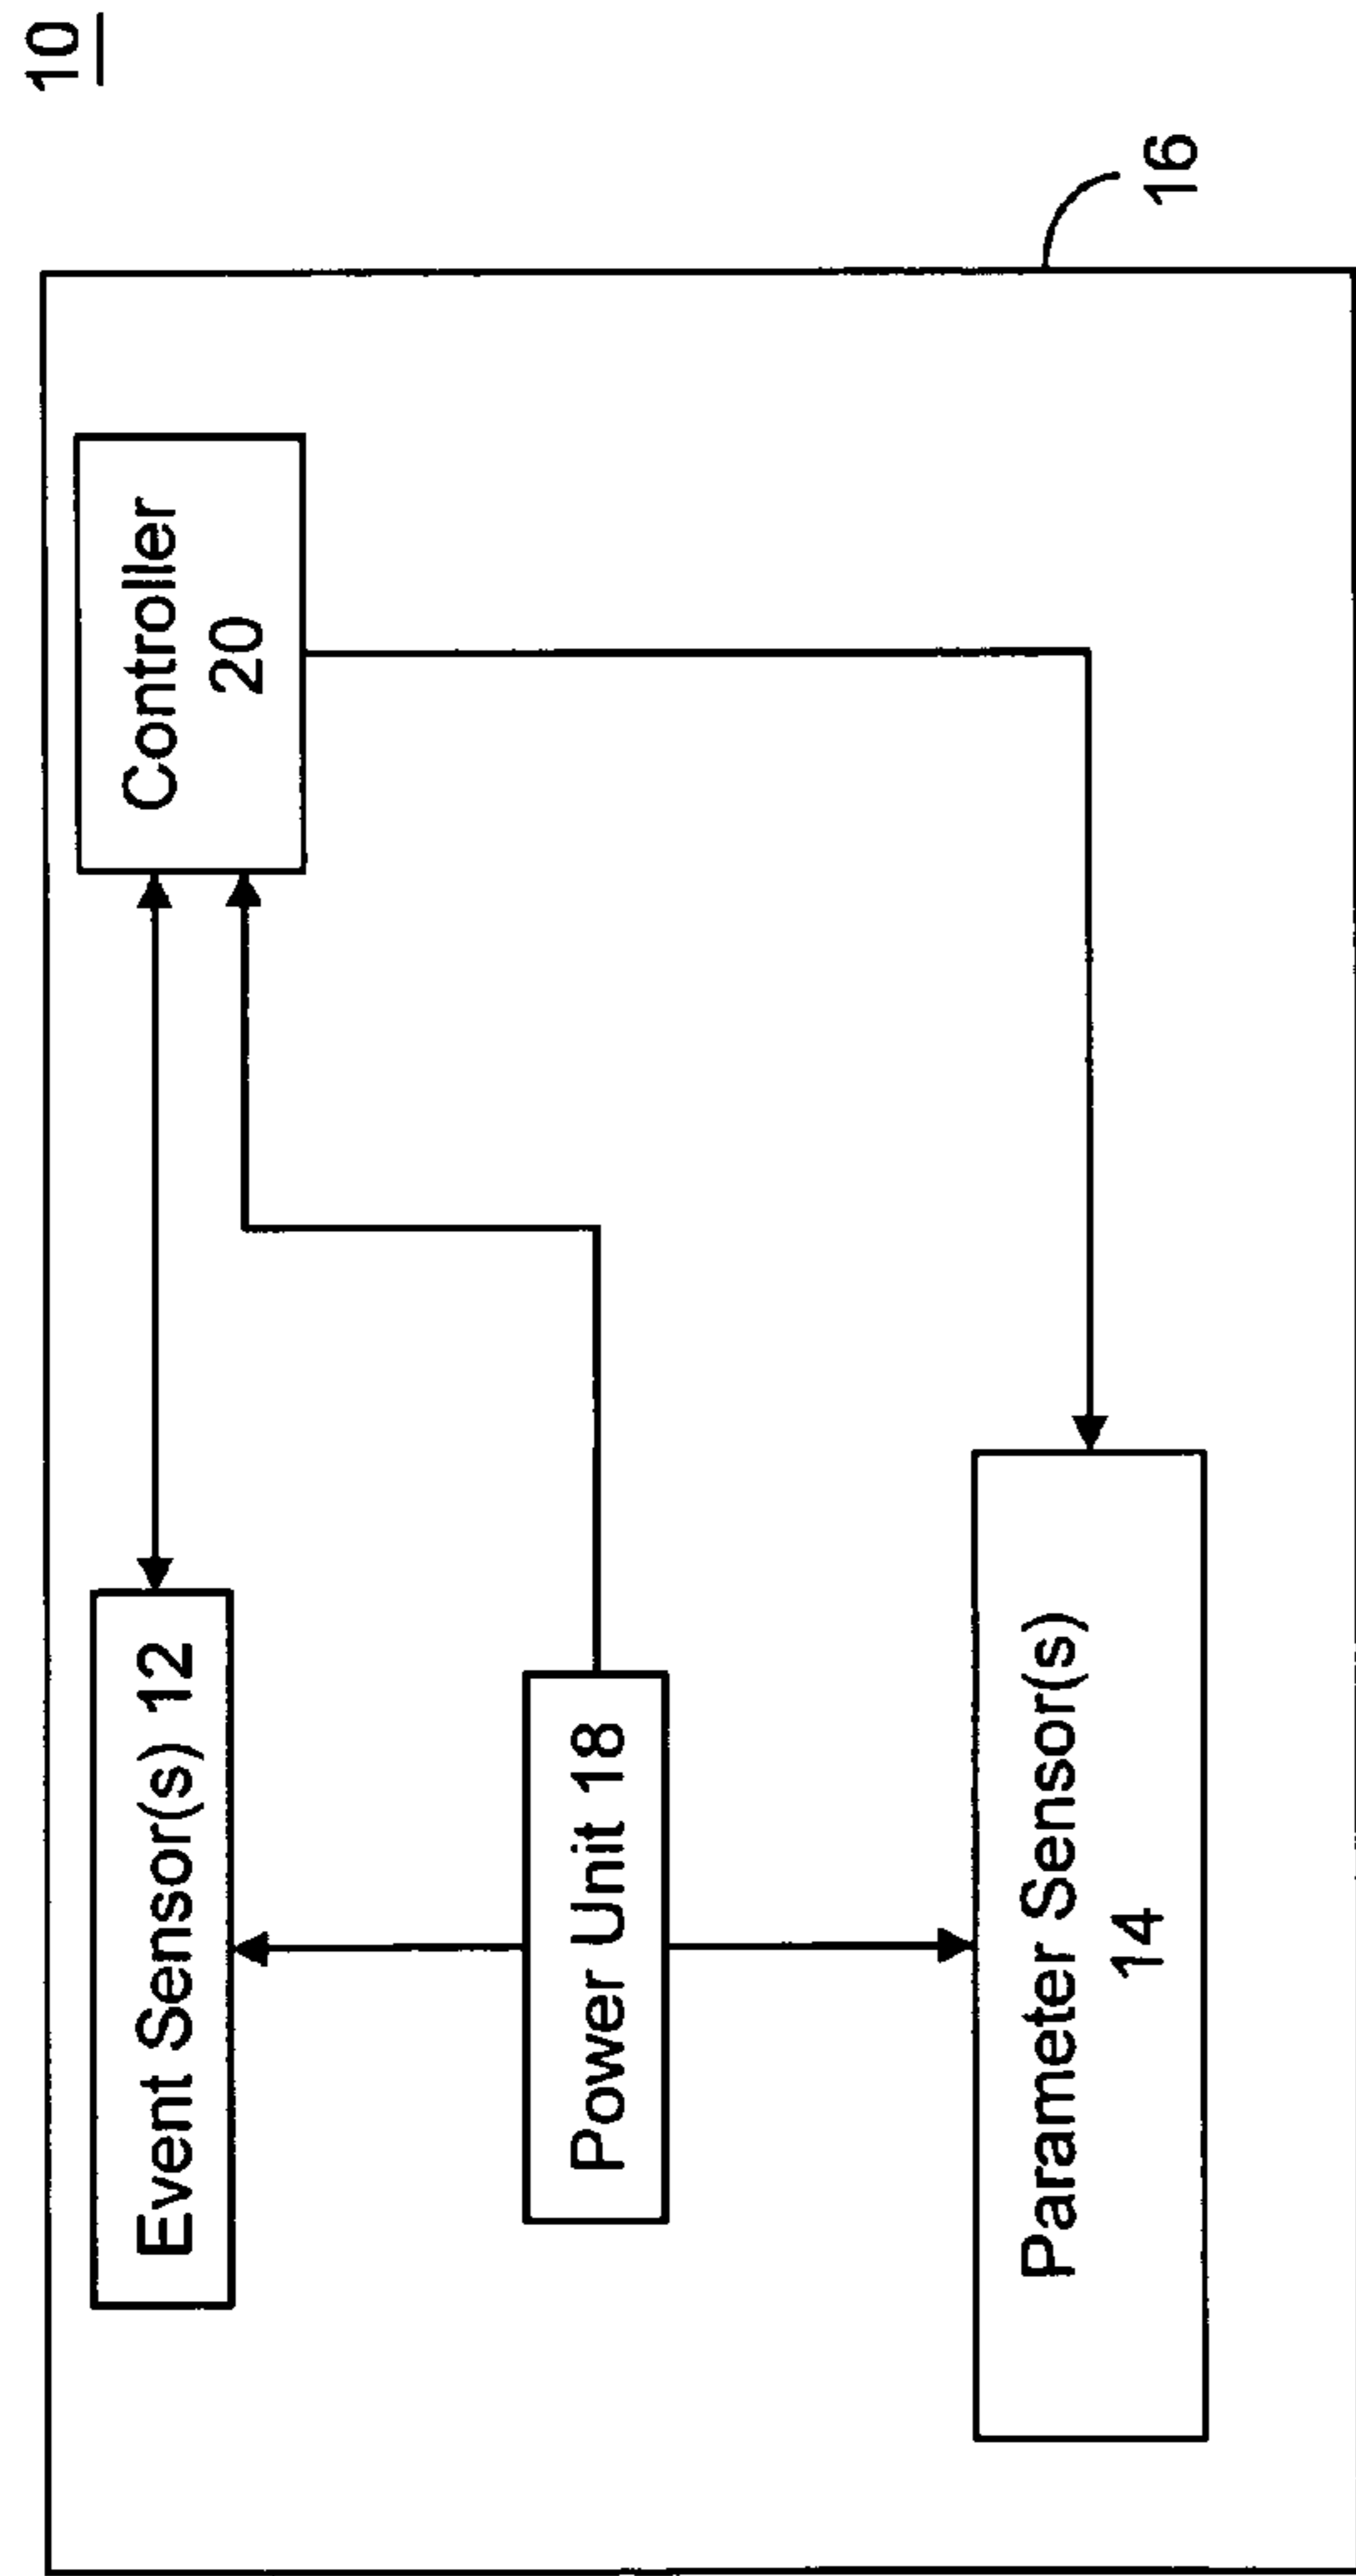 10
Event Sensor(s) 12
Controller
20
Power Unit 18
Parameter Sensor(s)
14
16